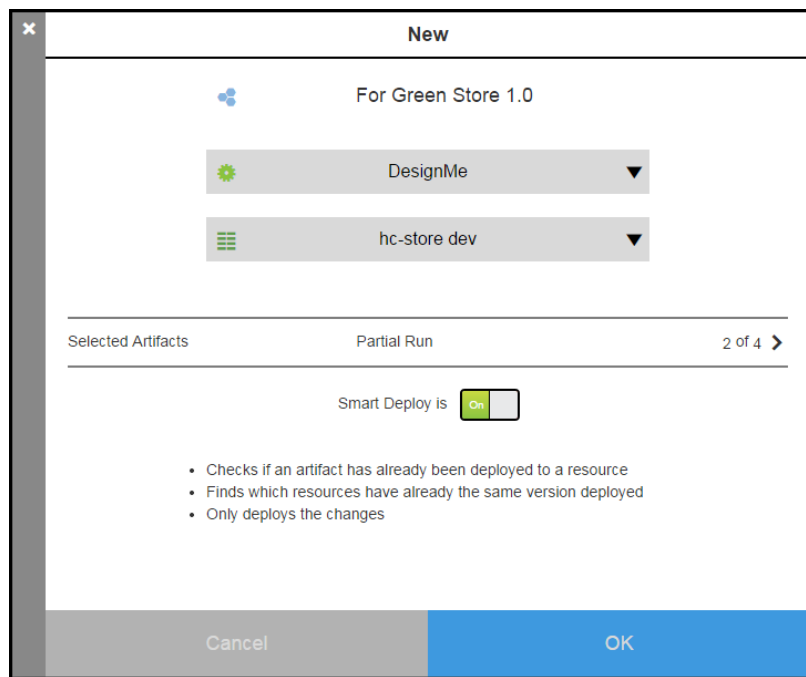 New
For Green Store 1.0
DesignMe
hc-store dev
Selected Artifacts Partial Run 2 of 4
Smart Deploy is On
• Checks if an artifact has already been deployed to a resource
• Finds which resources have already the same version deployed
• Only deploys the changes
Cancel OK